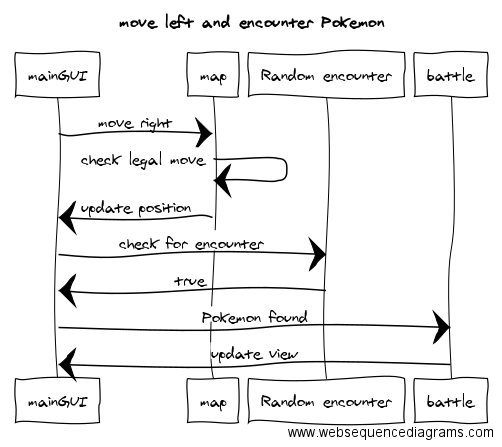 move left and encounter Pokemon
mainGUI map Random encounter battle
move right
check legal move
update position
check for encounter
true
Pokemon found
update view
mainGUI map Random encounter battle
www.websequencediagrams.com